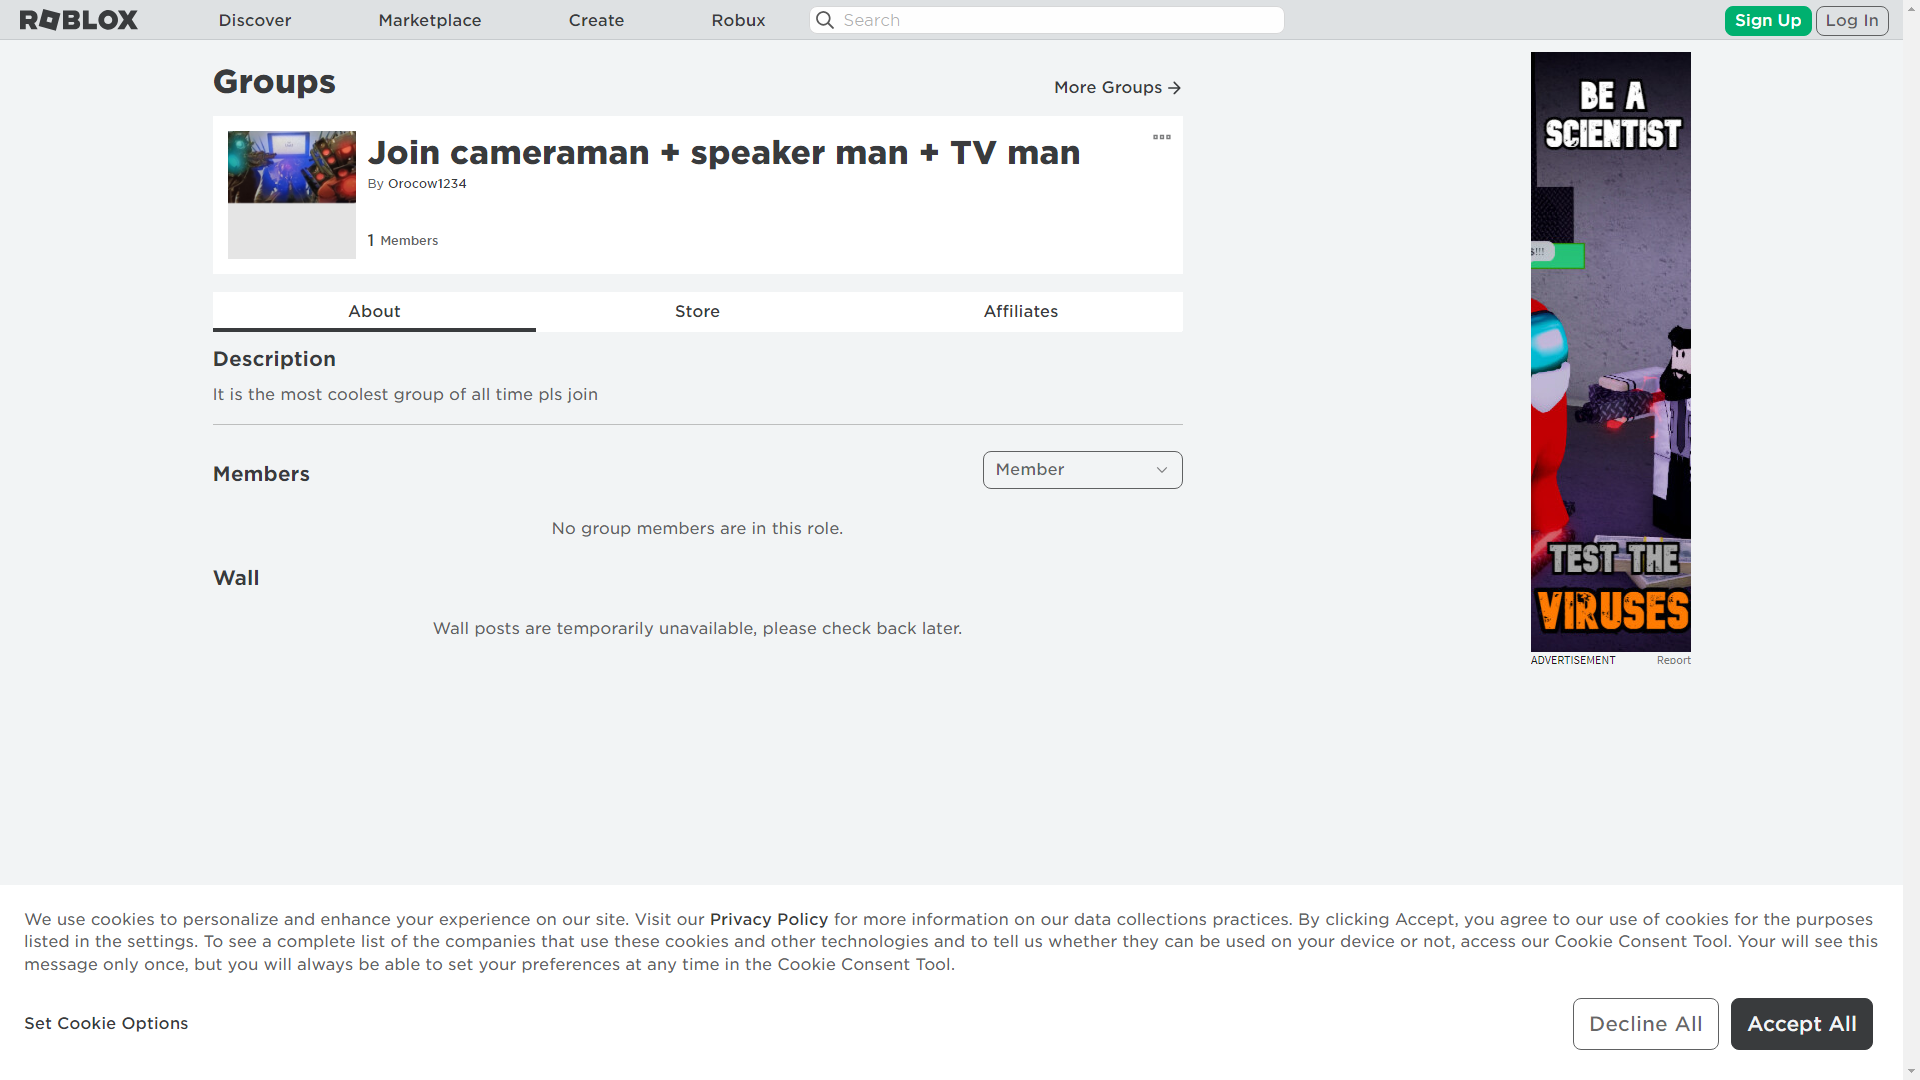 ROBLOX
Discover
Marketplace
Create
Robux
Search
Sign Up
Log In
Groups
More Groups
Join cameraman + speaker man + TV man
By Orocow1234
1 Members
About
Store
Affiliates
Description
It is the most coolest group of all time pls join
Members
Member
No group members are in this role.
Wall
Wall posts are temporarily unavailable, please check back later.
BE A
SCIENTIST
TEST THE
VIRUSES
ADVERTISEMENT
Report
We use cookies to personalize and enhance your experience on our site. Visit our Privacy Policy for more information on our data collections practices. By clicking Accept, you agree to our use of cookies for the purposes
listed in the settings. To see a complete list of the companies that use these cookies and other technologies and to tell us whether they can be used on your device or not, access our Cookie Consent Tool. Your will see this
message only once, but you will always be able to set your preferences at any time in the Cookie Consent Tool.
Set Cookie Options
Decline All
Accept All